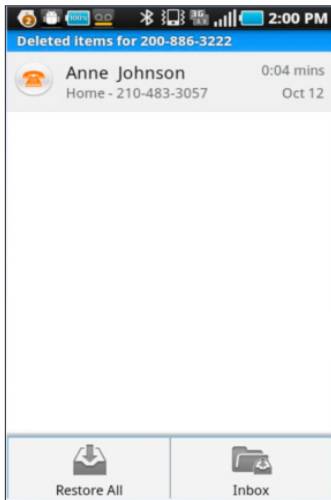 2:00 PM
Deleted items for 200-886-3222
Anne Johnson 0:04 mins
Home - 210-483-3057 Oct 12
Restore All Inbox